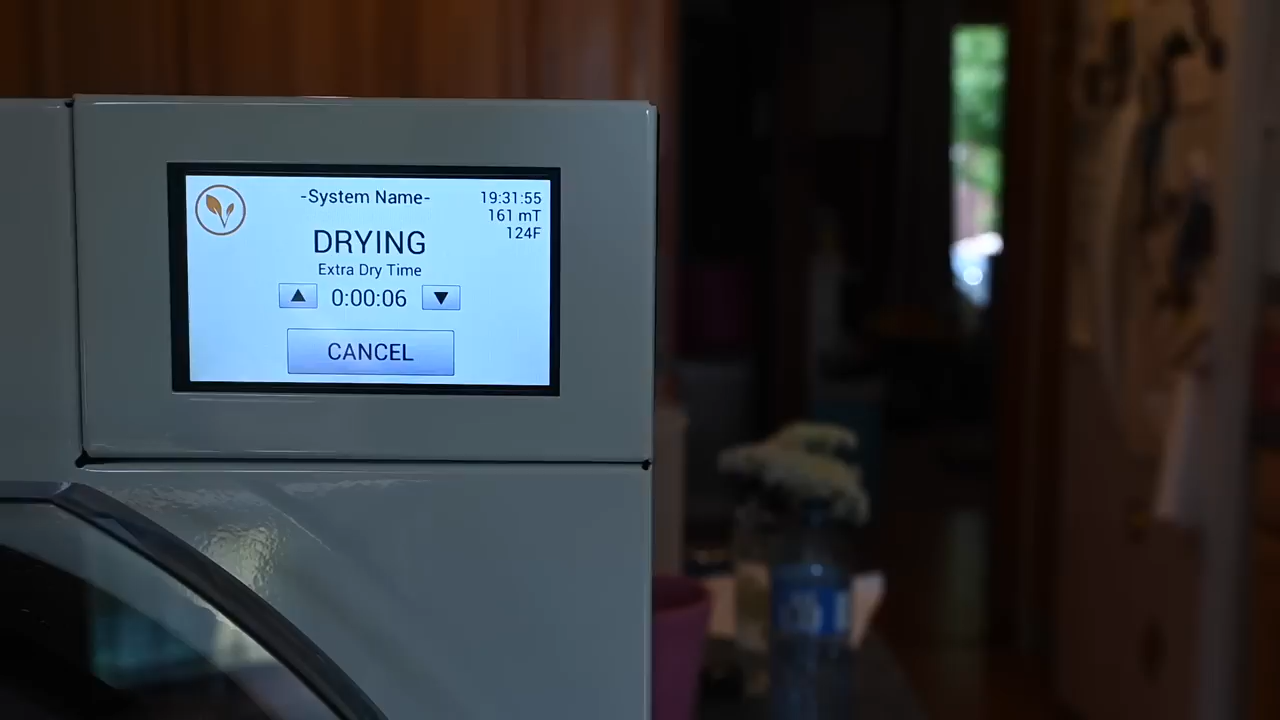 -System Name-
19:31:55
161 mT
124F
DRYING
Extra Dry Time
0:00:06
CANCEL